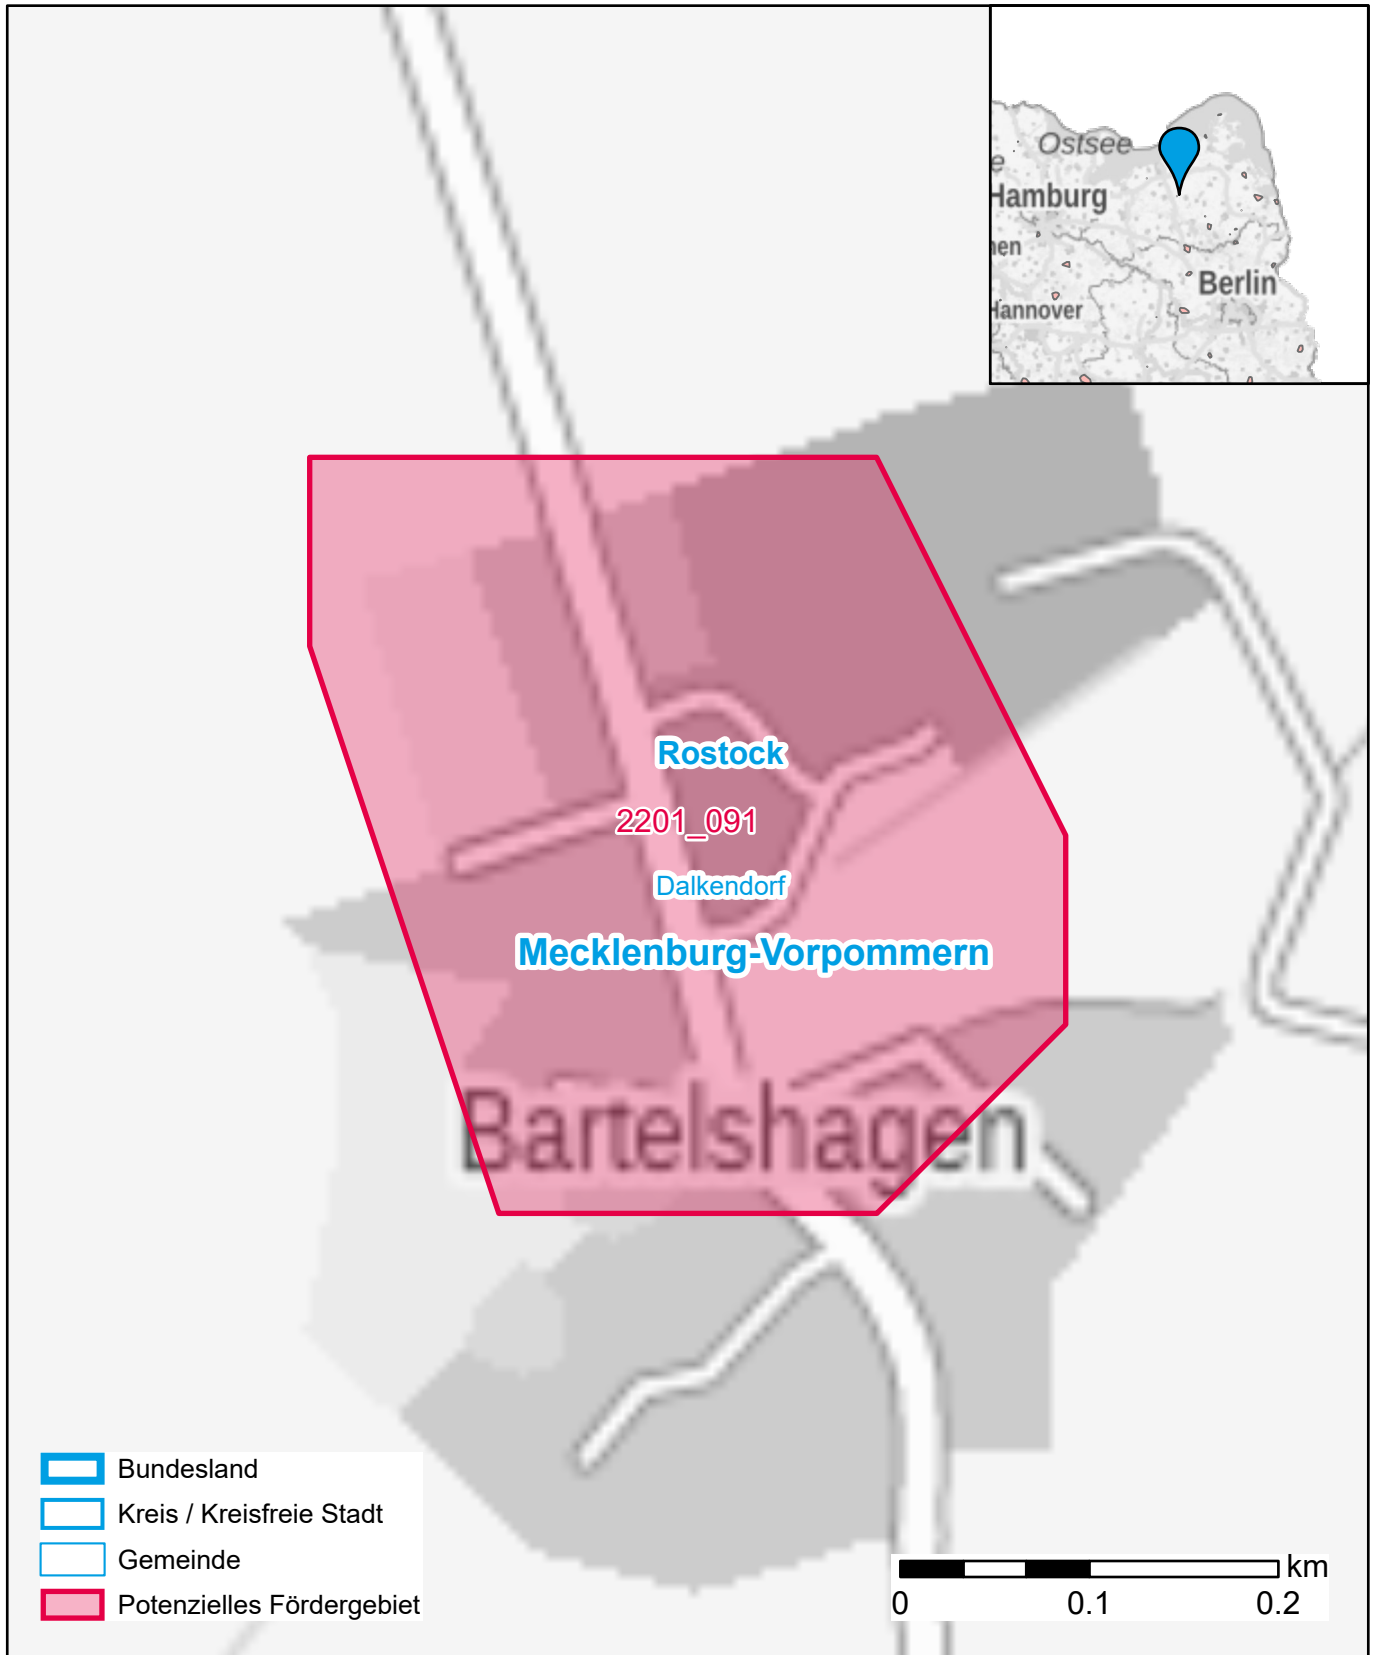 Ostsee
e
Hamburg
en
Berlin
Hannover
Rostock
2201_091
Dalkendorf
Mecklenburg-Vorpommern
Bartelshagen
Bundesland
Kreis / Kreisfreie Stadt
Gemeinde
Potenzielles Fördergebiet
km
0 0.1 0.2